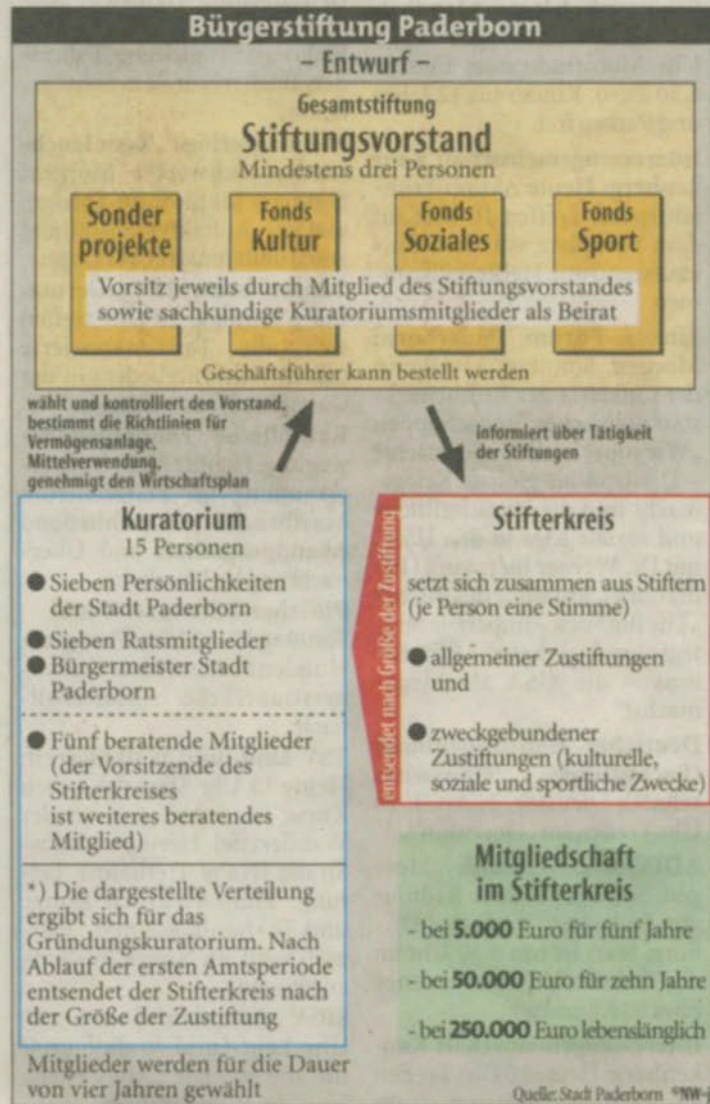 Bürgerstiftung Paderborn
– Entwurf –
Gesamtstiftung
Stiftungsvorstand
Mindestens drei Personen
Sonder
projekte
Fonds
Kultur
Fonds
Soziales
Fonds
Sport
Vorsitz jeweils durch Mitglied des Stiftungsvorstandes
sowie sachkundige Kuratoriumsmitglieder als Beirat
Geschäftsführer kann bestellt werden
wählt und kontrolliert den Vorstand,
bestimmt die Richtlinien für
Vermögensanlage,
Mittelverwendung,
genehmigt den Wirtschaftsplan
informiert über Tätigkeit
der Stiftungen
Kuratorium
15 Personen
● Sieben Persönlichkeiten
der Stadt Paderborn
● Sieben Ratsmitglieder
● Bürgermeister Stadt
Paderborn
● Fünf beratende Mitglieder
(der Vorsitzende des
Stifterkreises
ist weiteres beratendes
Mitglied)
*) Die dargestellte Verteilung
ergibt sich für das
Gründungskuratorium. Nach
Ablauf der ersten Amtsperiode
entsendet der Stifterkreis nach
der Größe der Zustiftung
Mitglieder werden für die Dauer
von vier Jahren gewählt
entsendet nach Größe der Zustiftung
Stifterkreis
setzt sich zusammen aus Stiftern
(je Person eine Stimme)
● allgemeiner Zustiftungen
und
● zweckgebundener
Zustiftungen (kulturelle,
soziale und sportliche Zwecke)
Mitgliedschaft
im Stifterkreis
- bei 5.000 Euro für fünf Jahre
- bei 50.000 Euro für zehn Jahre
- bei 250.000 Euro lebenslänglich
Quelle: Stadt Paderborn